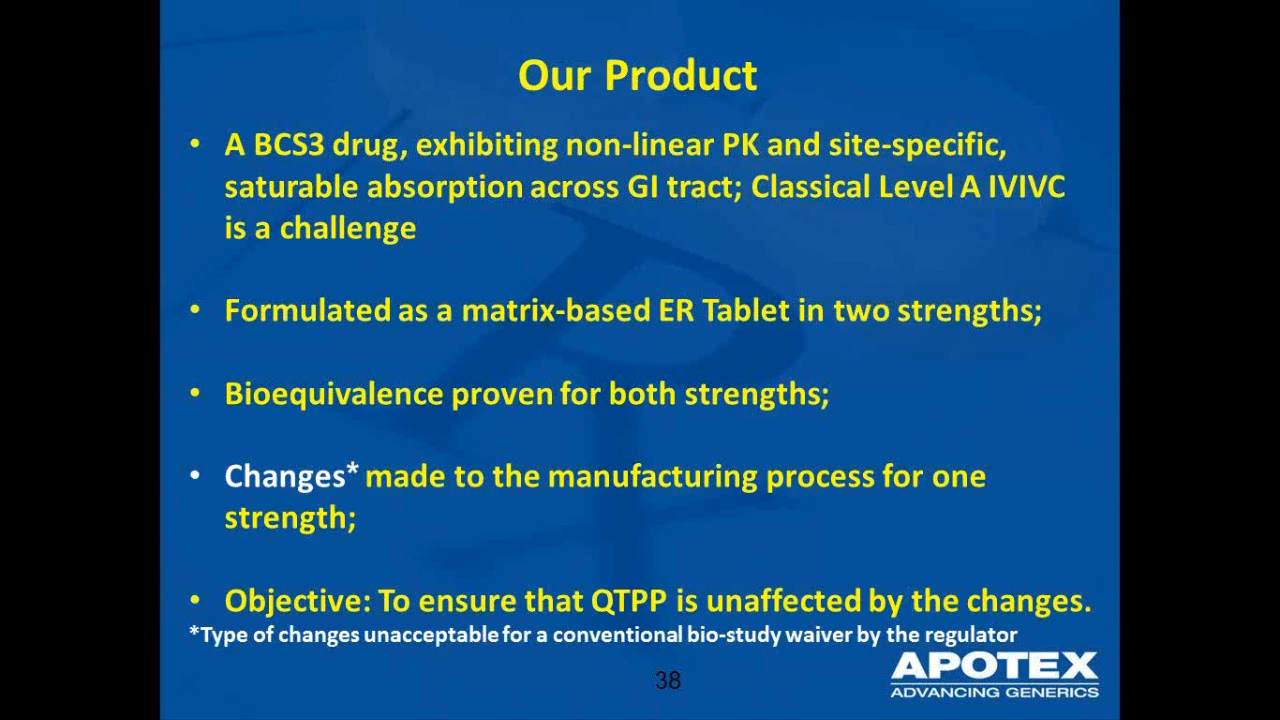 Our Product
• A BCS3 drug, exhibiting non-linear PK and site-specific,
saturable absorption across GI tract; Classical Level A IVIVC
is a challenge
• Formulated as a matrix-based ER Tablet in two strengths;
• Bioequivalence proven for both strengths;
• Changes* made to the manufacturing process for one
strength;
• Objective: To ensure that QTPP is unaffected by the changes.
*Type of changes unacceptable for a conventional bio-study waiver by the regulator
38
APOTEX
ADVANCING GENERICS